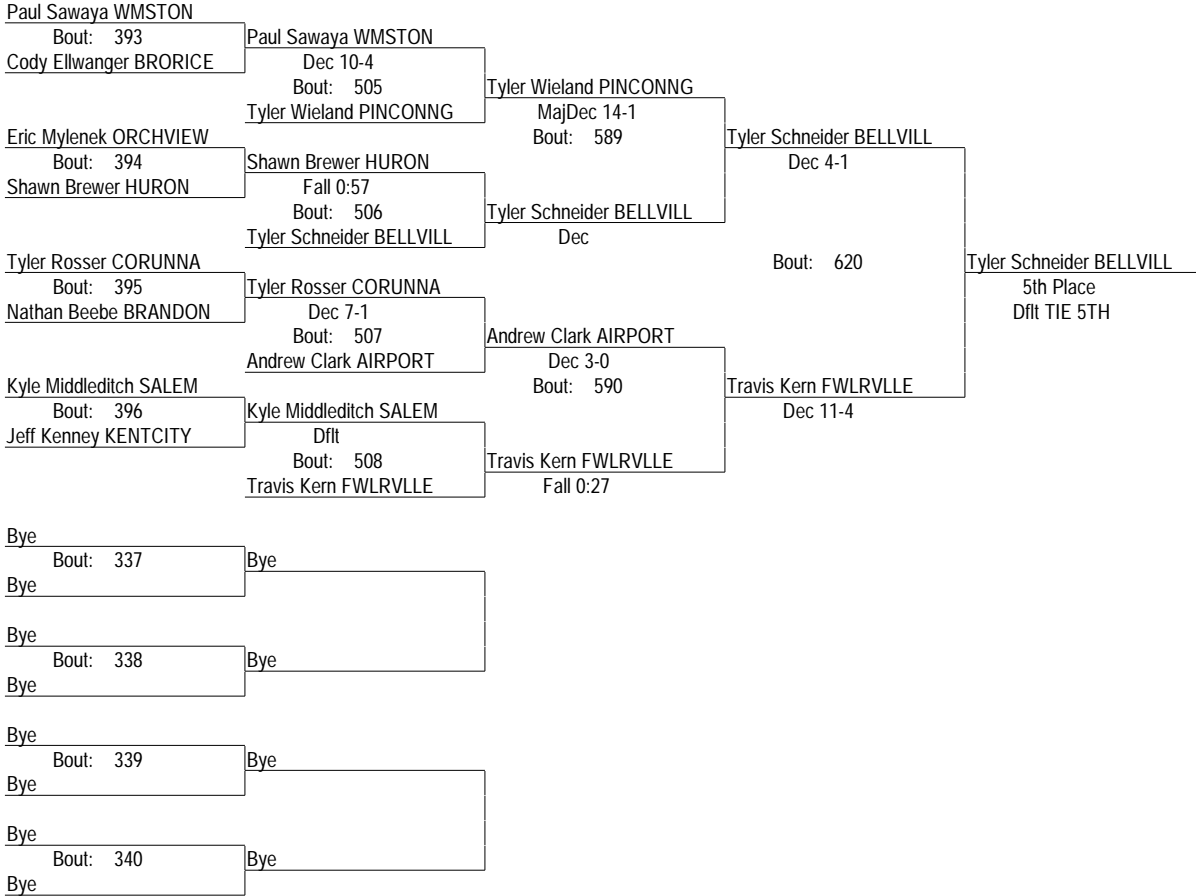 Paul Sawaya WMSTON
Bout: 393
Paul Sawaya WMSTON
Cody Ellwanger BRORICE
Dec 10-4
Bout: 505
Tyler Wieland PINCONNG
Tyler Wieland PINCONNG
MajDec 14-1
Eric Mylenek ORCHVIEW
Bout: 589
Tyler Schneider BELLVILL
Bout: 394
Shawn Brewer HURON
Dec 4-1
Shawn Brewer HURON
Fall 0:57
Bout: 506
Tyler Schneider BELLVILL
Tyler Schneider BELLVILL
Dec
Tyler Rosser CORUNNA
Bout: 620
Tyler Schneider BELLVILL
Bout: 395
Tyler Rosser CORUNNA
5th Place
Nathan Beebe BRANDON
Dec 7-1
Dflt TIE 5TH
Bout: 507
Andrew Clark AIRPORT
Andrew Clark AIRPORT
Dec 3-0
Kyle Middleditch SALEM
Bout: 590
Travis Kern FWLRVLLE
Bout: 396
Kyle Middleditch SALEM
Dec 11-4
Jeff Kenney KENTCITY
Dflt
Bout: 508
Travis Kern FWLRVLLE
Travis Kern FWLRVLLE
Fall 0:27
Bye
Bout: 337
Bye
Bye
Bye
Bout: 338
Bye
Bye
Bye
Bout: 339
Bye
Bye
Bye
Bout: 340
Bye
Bye